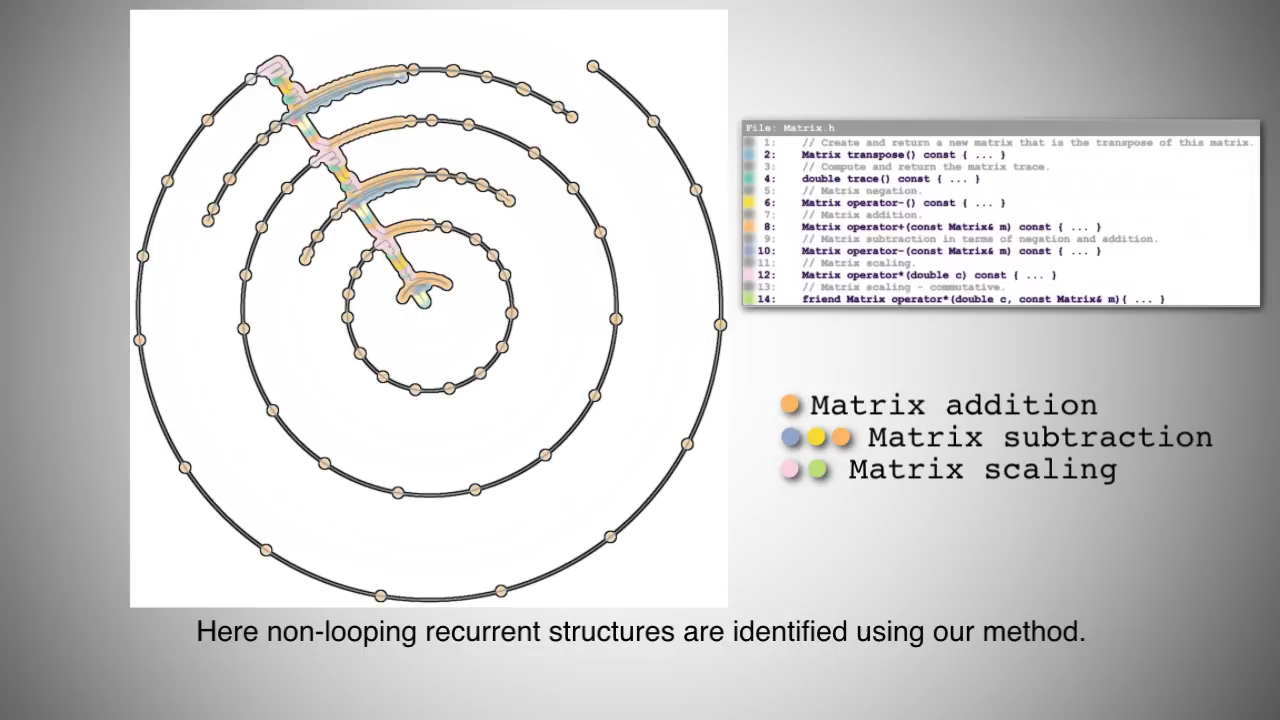 File: Matrix.h
1: // Create and return a new matrix that is the transpose of this matrix.
2: Matrix transpose() const { ... }
3: // Compute and return the matrix trace.
4: double trace() const { ... }
5: // Matrix negation.
6: Matrix operator-() const { ... }
7: // Matrix addition.
8: Matrix operator+(const Matrix& m) const { ... }
9: // Matrix subtraction in terms of negation and addition.
10: Matrix operator-(const Matrix& m) const { ... }
11: // Matrix scaling.
12: Matrix operator*(double c) const { ... }
13: // Matrix scaling - commutative.
14: friend Matrix operator*(double c, const Matrix& m){ ... }
Matrix addition
Matrix subtraction
Matrix scaling
Here non-looping recurrent structures are identified using our method.